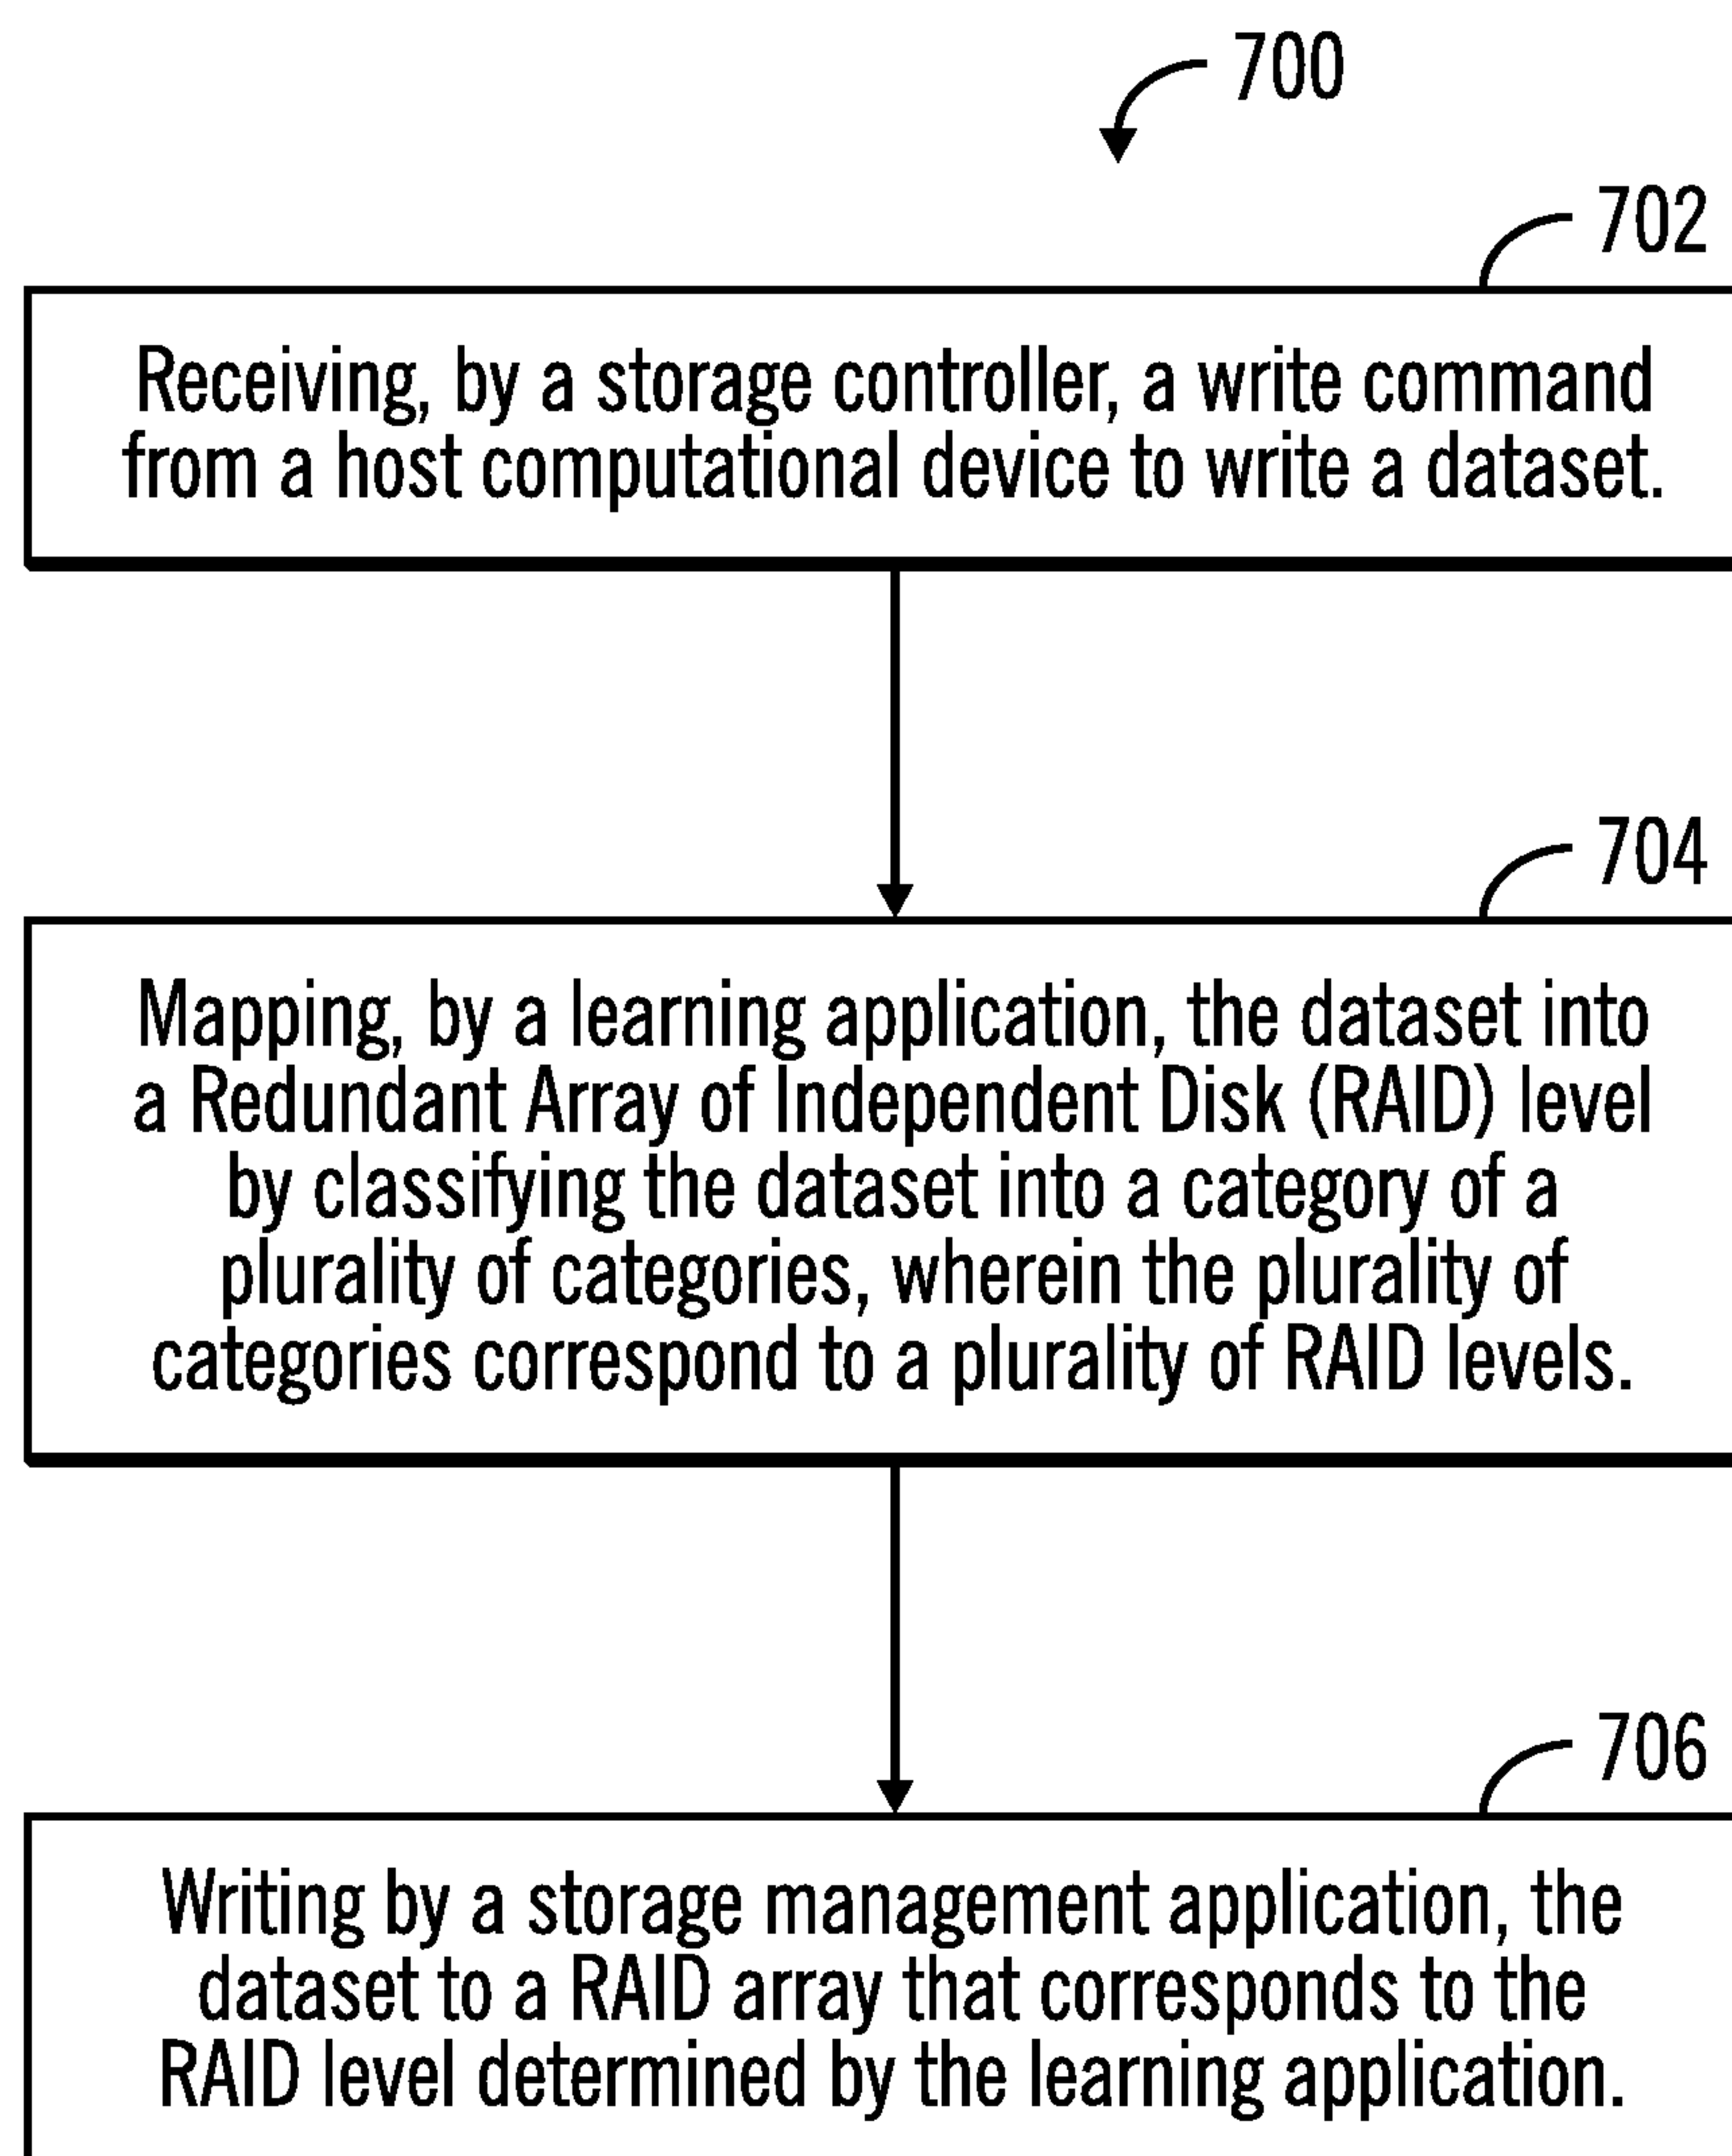 700
702
Receiving, by a storage controller, a write command
from a host computational device to write a dataset.
704
Mapping, by a learning application, the dataset into
a Redundant Array of Independent Disk (RAID) level
by classifying the dataset into a category of a
plurality of categories, wherein the plurality of
categories correspond to a plurality of RAID levels.
706
Writing by a storage management application, the
dataset to a RAID array that corresponds to the
RAID level determined by the learning application.